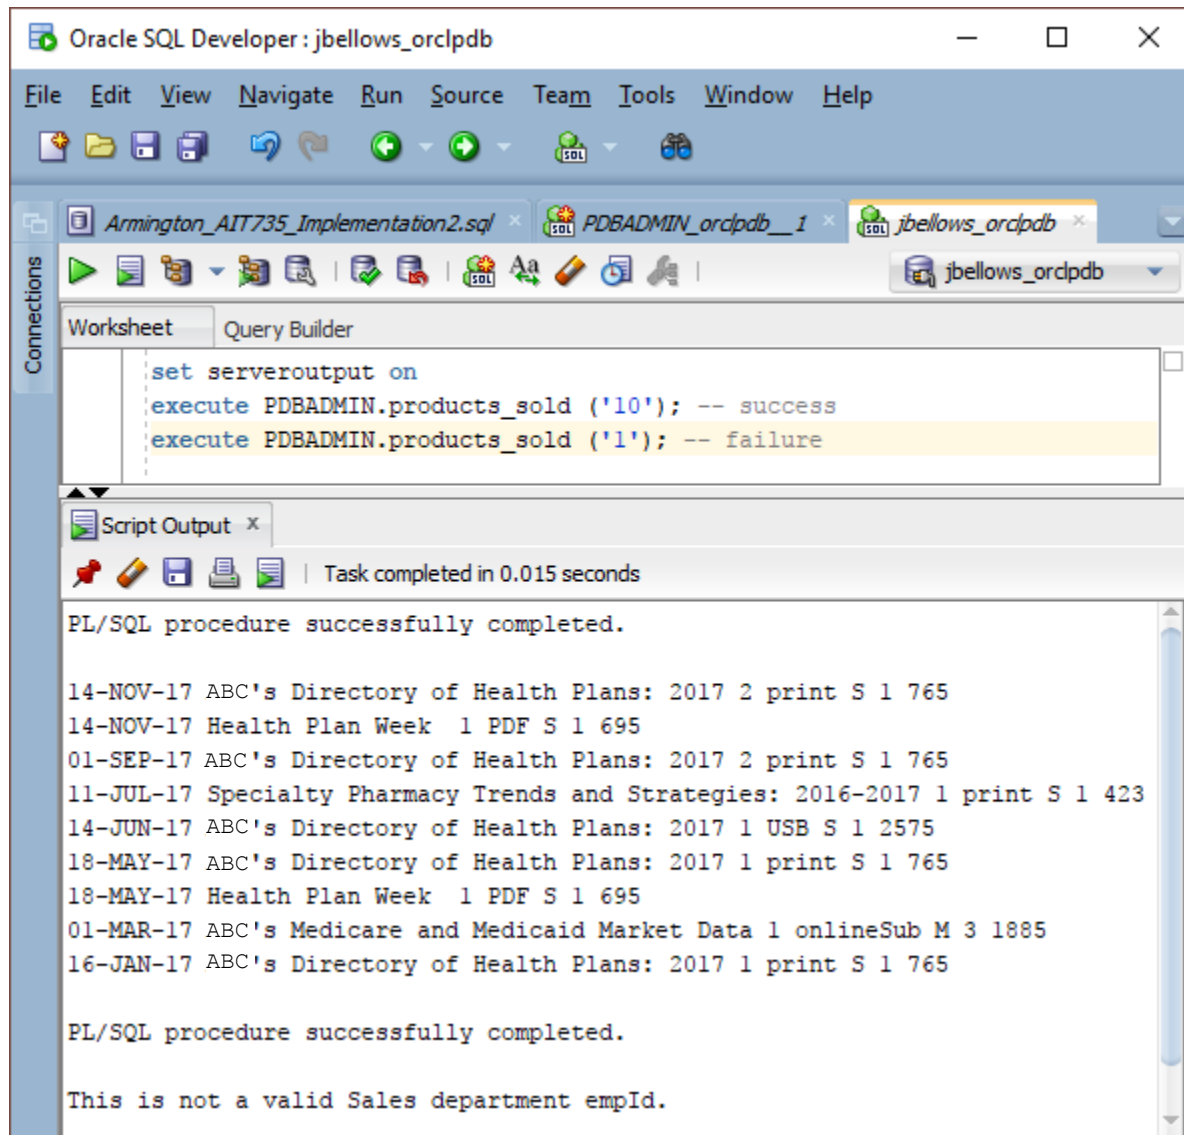 Oracle SQL Developer : jbellows_orclpdb
File Edit View Navigate Run Source Team Tools Window Help
SQL
Armington_AIT735_Implementation2.sql × PDBADMIN_orclpdb__1 × jbellows_orclpdb ×
SQL Aa jbellows_orclpdb
Connections
Worksheet Query Builder
set serveroutput on
execute PDBADMIN.products_sold ('10'); -- success
execute PDBADMIN.products_sold ('1'); -- failure
Script Output x
Task completed in 0.015 seconds
PL/SQL procedure successfully completed.
14-NOV-17 ABC's Directory of Health Plans: 2017 2 print S 1 765
14-NOV-17 Health Plan Week  1 PDF S 1 695
01-SEP-17 ABC's Directory of Health Plans: 2017 2 print S 1 765
11-JUL-17 Specialty Pharmacy Trends and Strategies: 2016-2017 1 print S 1 423
14-JUN-17 ABC's Directory of Health Plans: 2017 1 USB S 1 2575
18-MAY-17 ABC's Directory of Health Plans: 2017 1 print S 1 765
18-MAY-17 Health Plan Week  1 PDF S 1 695
01-MAR-17 ABC's Medicare and Medicaid Market Data 1 onlineSub M 3 1885
16-JAN-17 ABC's Directory of Health Plans: 2017 1 print S 1 765
PL/SQL procedure successfully completed.
This is not a valid Sales department empId.